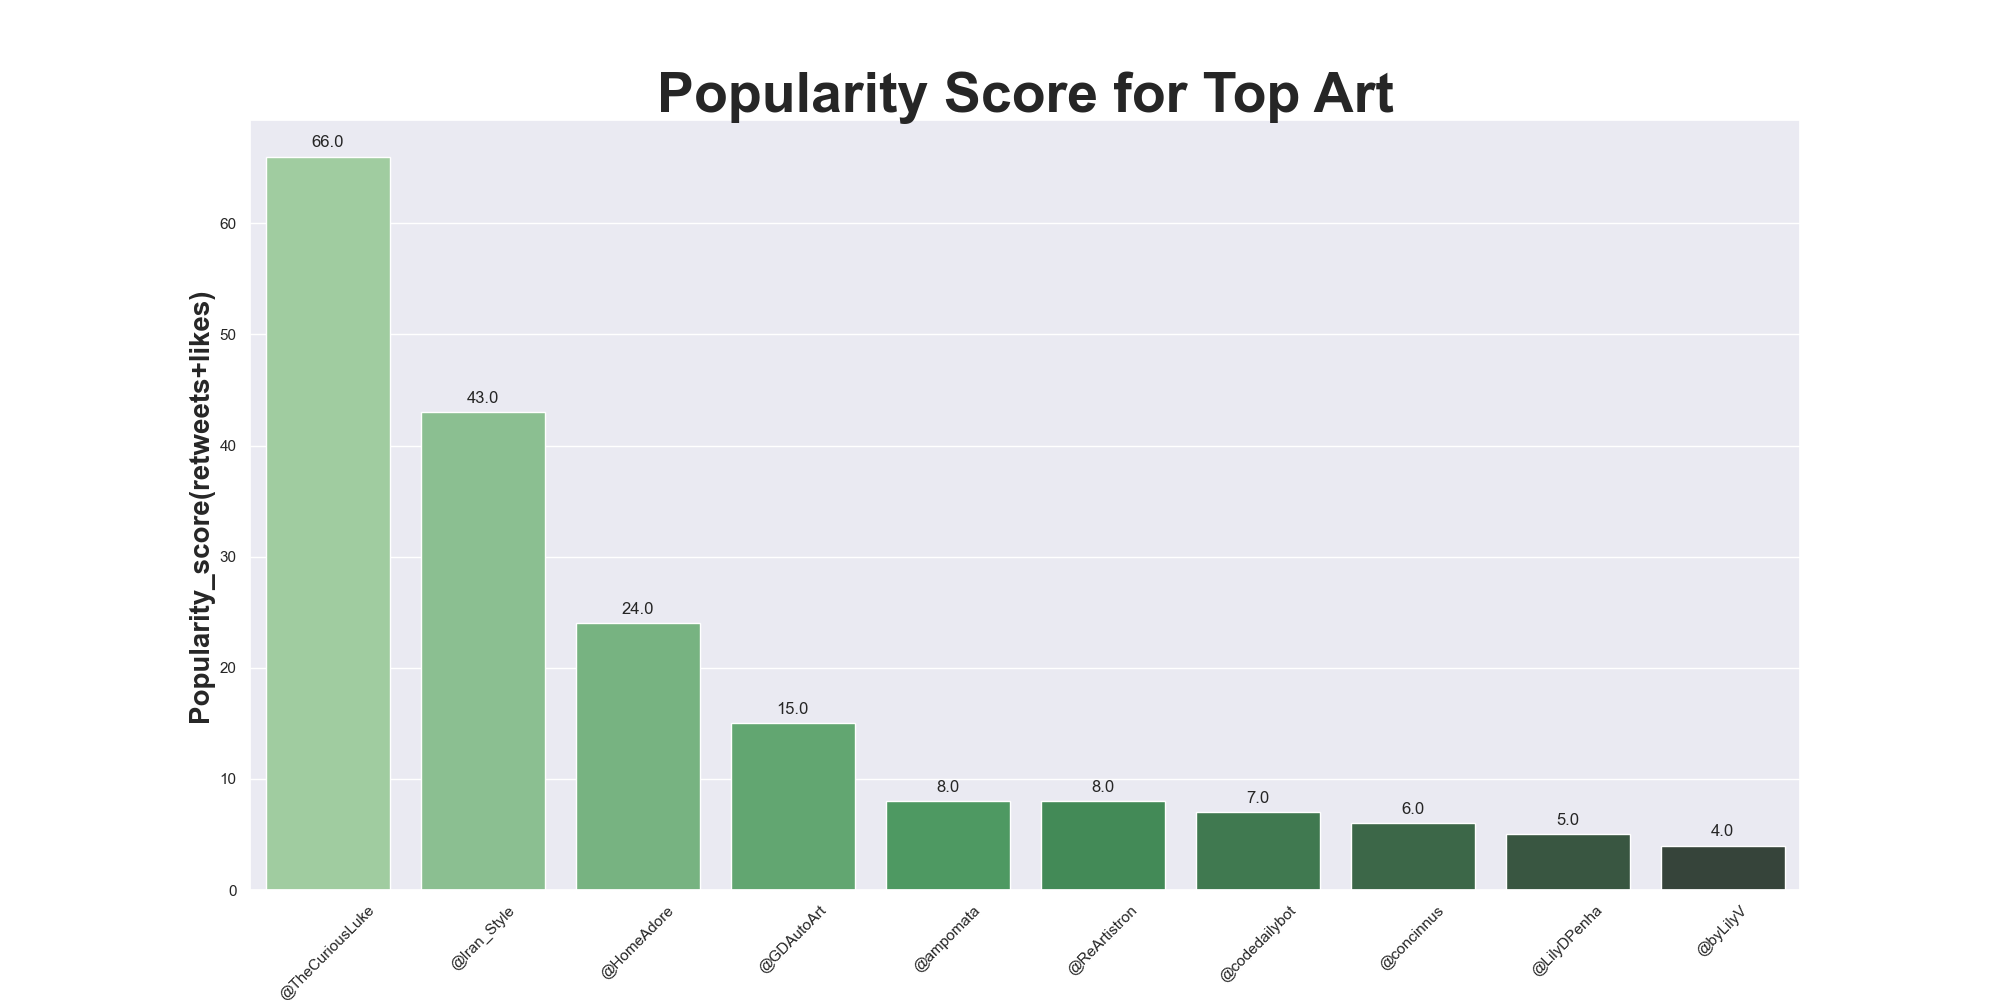 Popularity Score for Top Art
Popularity_score(retweets+likes)
60
50
40
30
20
10
0
66.0
43.0
24.0
15.0
8.0
8.0
7.0
6.0
5.0
4.0
@TheCuriousLuke
@Iran_Style
@HomeAdore
@GDAutoArt
@ampomata
@ReArtistron
@codedailybot
@concinnus
@LilyDPenha
@byLilyV